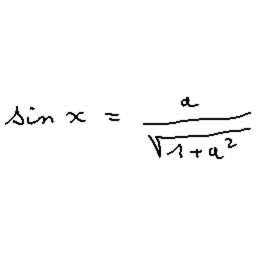 sin x = a / √(1+a²)